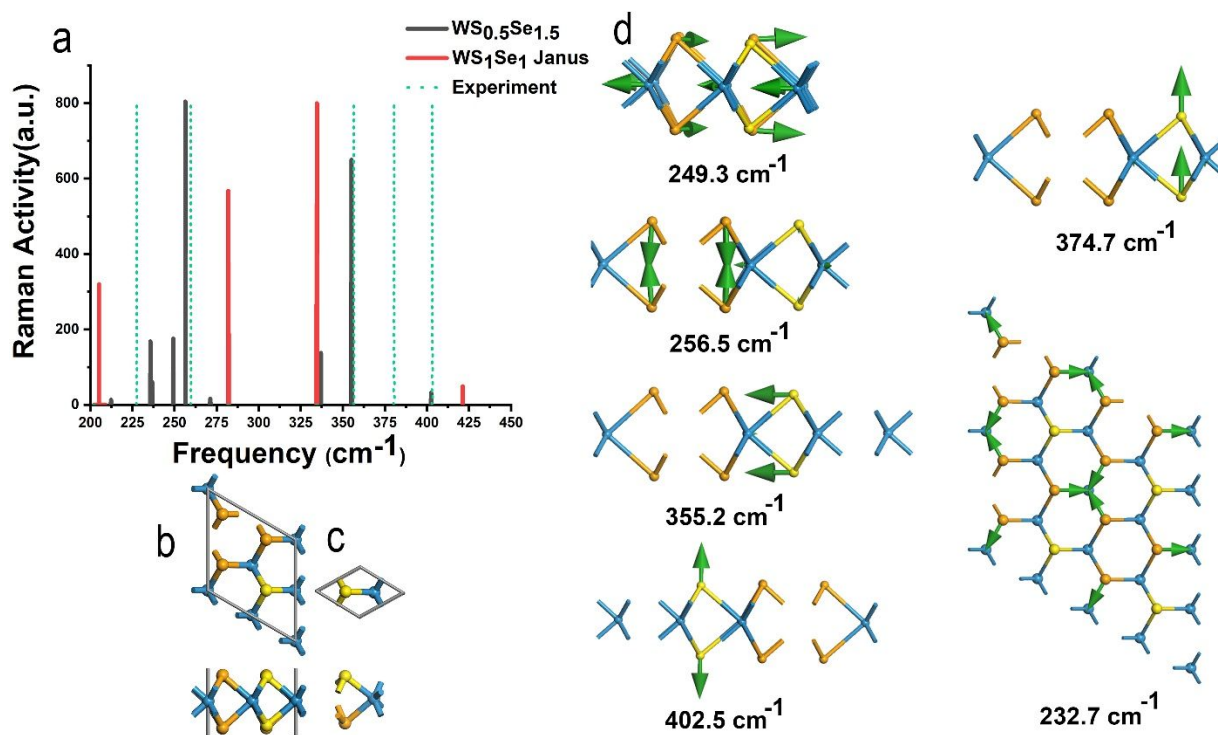 a
WS0.5Se1.5
WS1Se1 Janus
Experiment
Raman Activity(a.u.)
800
600
400
200
0
200 225 250 275 300 325 350 375 400 425 450
Frequency (cm-1)
b
c
d
249.3 cm-1
256.5 cm-1
355.2 cm-1
402.5 cm-1
374.7 cm-1
232.7 cm-1